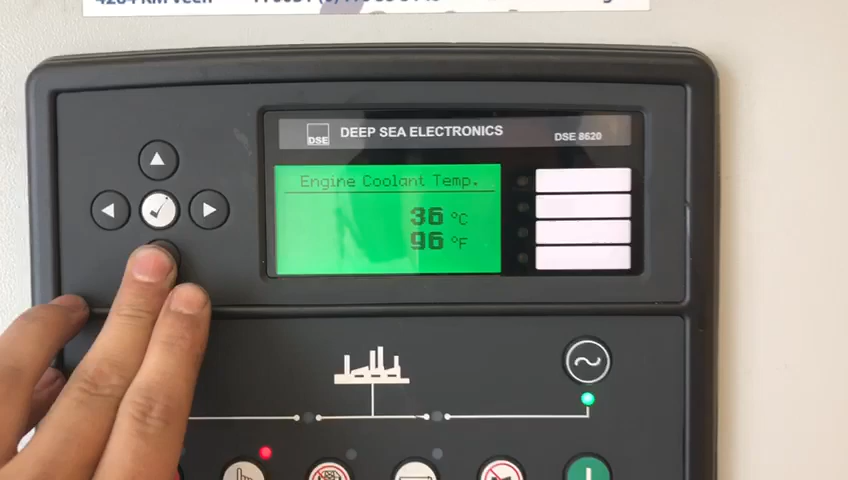 DSE DEEP SEA ELECTRONICS DSE 8620
Engine Coolant Temp.
36 °C
96 °F